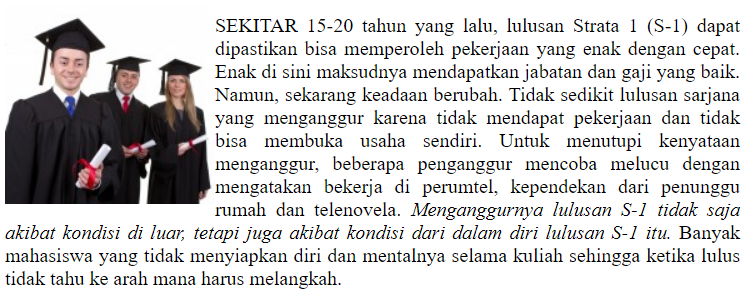 SEKITAR 15-20 tahun yang lalu, lulusan Strata 1 (S-1) dapat
dipastikan bisa memperoleh pekerjaan yang enak dengan cepat.
Enak di sini maksudnya mendapatkan jabatan dan gaji yang baik.
Namun, sekarang keadaan berubah. Tidak sedikit lulusan sarjana
yang menganggur karena tidak mendapat pekerjaan dan tidak
bisa membuka usaha sendiri. Untuk menutupi kenyataan
menganggur, beberapa penganggur mencoba melucu dengan
mengatakan bekerja di perumtel, kependekan dari penunggu
rumah dan telenovela. Menganggurnya lulusan S-1 tidak saja
akibat kondisi di luar, tetapi juga akibat kondisi dari dalam diri lulusan S-1 itu. Banyak
mahasiswa yang tidak menyiapkan diri dan mentalnya selama kuliah sehingga ketika lulus
tidak tahu ke arah mana harus melangkah.